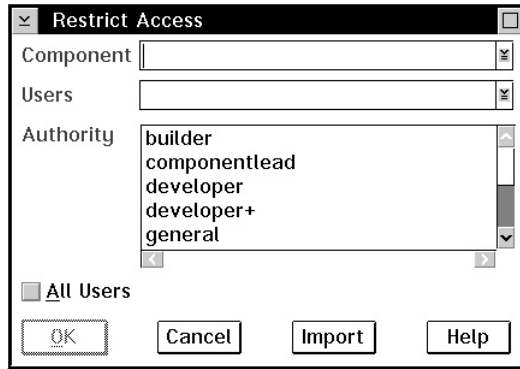 Restrict Access
Component
Users
Authority
builder
componentlead
developer
developer+
general
All Users
OK Cancel Import Help